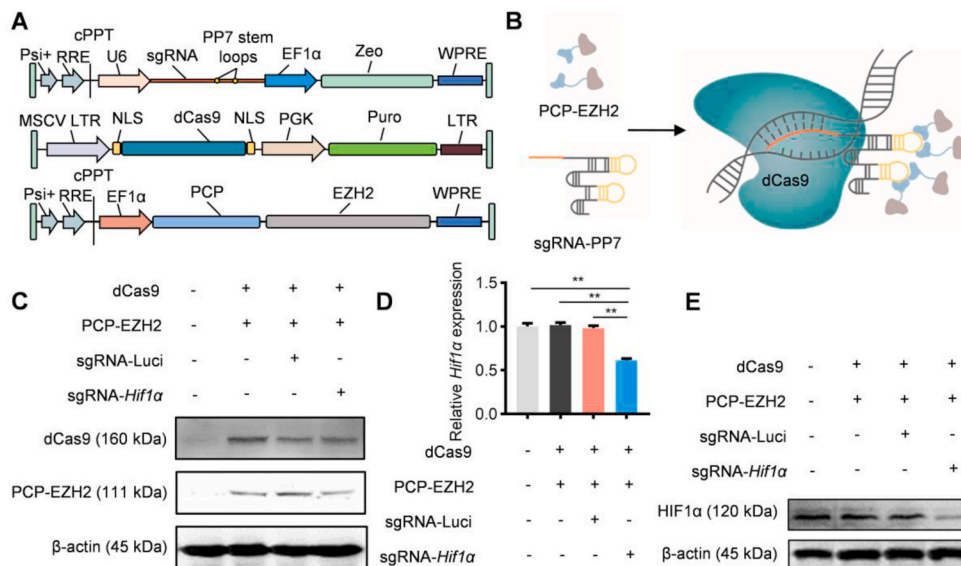 A
cPPT
PP7 stem
Psi+ RRE U6 sgRNA loops EF1α Zeo WPRE
MSCV LTR NLS dCas9 NLS PGK Puro LTR
cPPT
Psi+ RRE EF1α PCP EZH2 WPRE
B
PCP-EZH2
sgRNA-PP7
dCas9
C
dCas9 - + + +
PCP-EZH2 - + + +
sgRNA-Luci - - + -
sgRNA-Hif1α - - - +
dCas9 (160 kDa)
PCP-EZH2 (111 kDa)
β-actin (45 kDa)
D
Relative Hif1α expression
1.5
1.0
0.5
0.0
**
**
**
dCas9 - + + +
PCP-EZH2 - + + +
sgRNA-Luci - - + -
sgRNA-Hif1α - - - +
E
dCas9 - + + +
PCP-EZH2 - + + +
sgRNA-Luci - - + -
sgRNA-Hif1α - - - +
HIF1α (120 kDa)
β-actin (45 kDa)